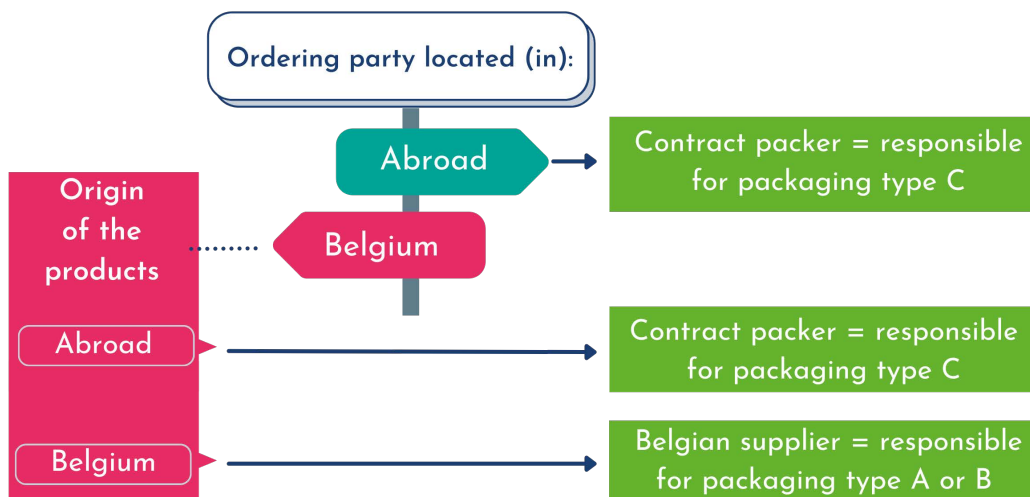 Ordering party located (in):
Abroad
Contract packer = responsible
for packaging type C
Belgium
Origin
of the
products
Abroad
Contract packer = responsible
for packaging type C
Belgium
Belgian supplier = responsible
for packaging type A or B